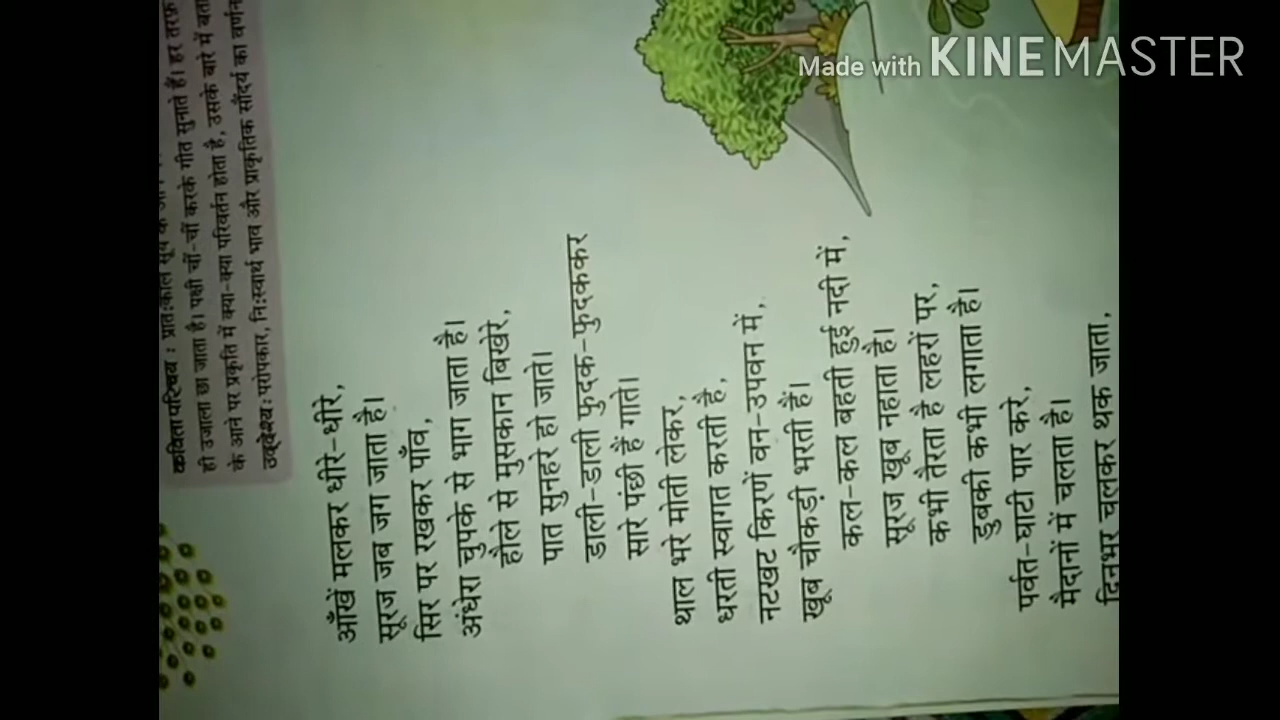 Made with KINEMASTER
कविता परिचय : प्रातःकाल सूर्य के
ही उजाला छा जाता है। पक्षी चीं-चीं करके गीत सुनाते हैं। हर तरफ़
के आने पर प्रकृति में क्या-क्या परिवर्तन होता है, उसके बारे में
उद्देश्य : परोपकार, निःस्वार्थ भाव और प्राकृतिक सौंदर्य का वर्णन
आँखें मलकर धीरे-धीरे,
सूरज जब जग जाता है।
सिर पर रखकर पाँव,
अंधेरा चुपके से भाग जाता है।
हौले से मुसकान बिखेरे,
पात सुनहरे हो जाते।
डाली-डाली फुदक-फुदककर
सारे पंछी हैं गाते।
थाल भरे मोती लेकर,
धरती स्वागत करती है,
नटखट किरणें वन-उपवन में,
खूब चौकड़ी भरती हैं।
कल-कल बहती हुई नदी में,
सूरज खूब नहाता है।
कभी तैरता है लहरों पर,
डुबकी कभी लगाता है।
पर्वत-घाटी पार करे,
मैदानों में चलता है।
दिनभर चलकर थक जाता,